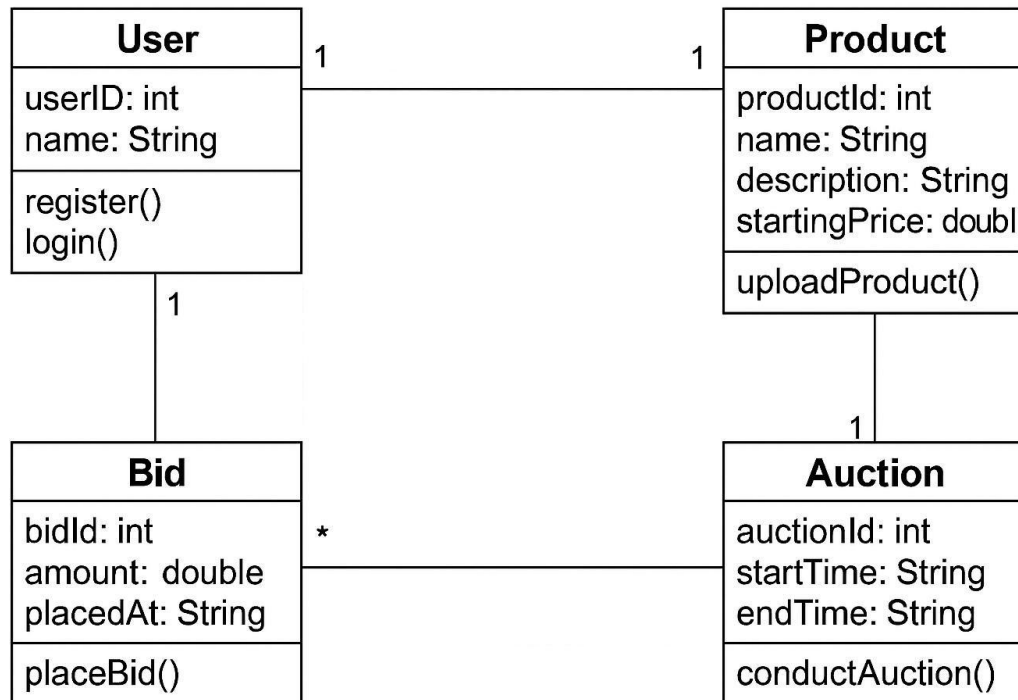 User
userID: int
name: String
register()
login()
1
1
Product
productId: int
name: String
description: String
startingPrice: doubl
uploadProduct()
1
1
Bid
bidId: int
amount: double
placedAt: String
placeBid()
*
Auction
auctionId: int
startTime: String
endTime: String
conductAuction()